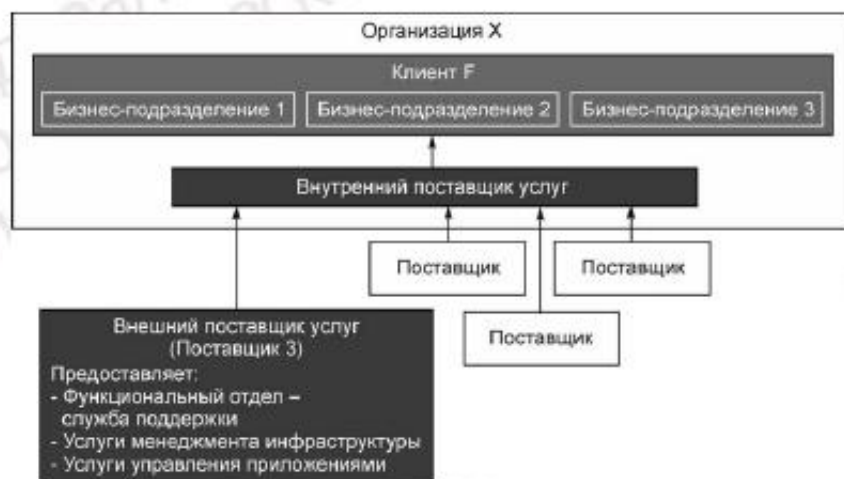 Организация X
Клиент F
Бизнес-подразделение 1 Бизнес-подразделение 2 Бизнес-подразделение 3
Внутренний поставщик услуг
Поставщик Поставщик
Поставщик
Внешний поставщик услуг
(Поставщик 3)
Предоставляет:
- Функциональный отдел –
служба поддержки
- Услуги менеджмента инфраструктуры
- Услуги управления приложениями